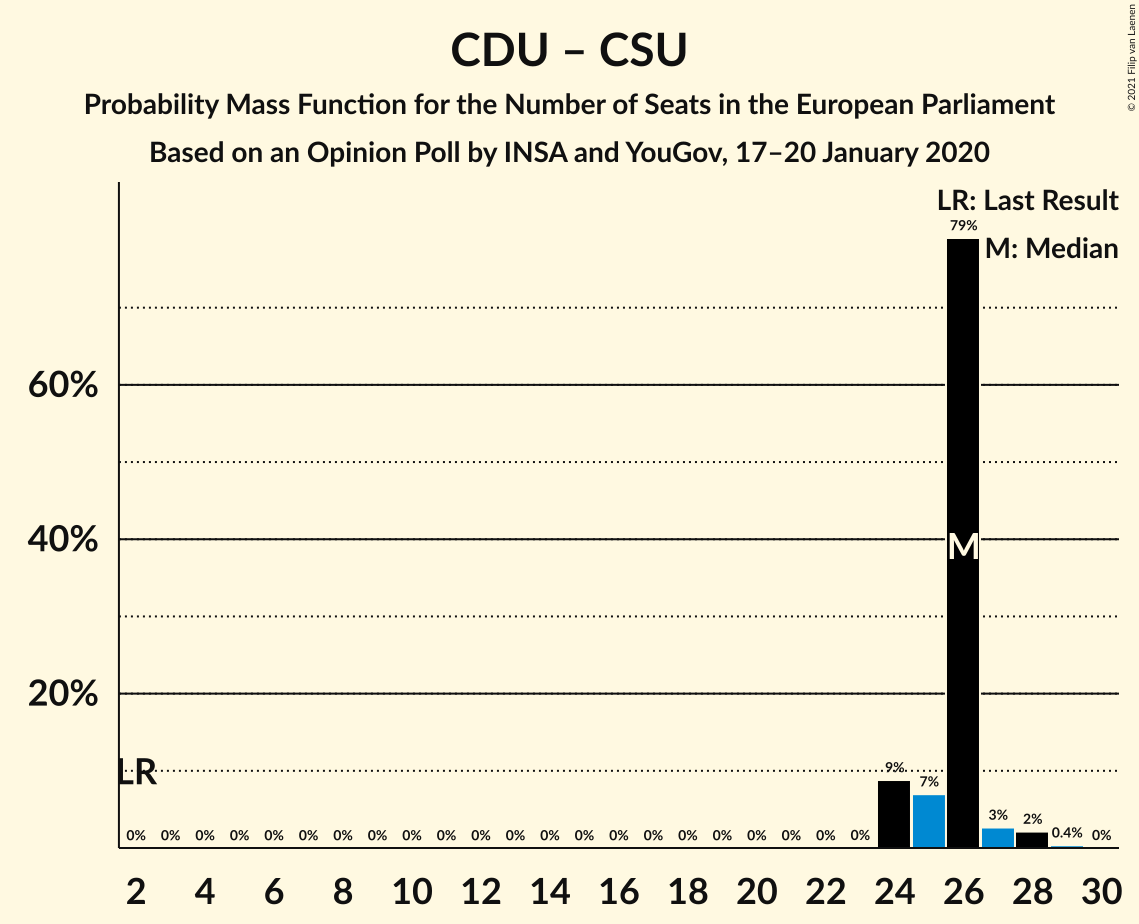 CDU – CSU
Probability Mass Function for the Number of Seats in the European Parliament
Based on an Opinion Poll by INSA and YouGov, 17–20 January 2020
© 2021 Filip van Laenen
LR: Last Result
M: Median
79%
60%
40%
M
20%
LR
9%
7%
3%
2%
0.4%
0% 0% 0% 0% 0% 0% 0% 0% 0% 0% 0% 0% 0% 0% 0% 0% 0% 0% 0% 0% 0% 0% 0%
2 4 6 8 10 12 14 16 18 20 22 24 26 28 30